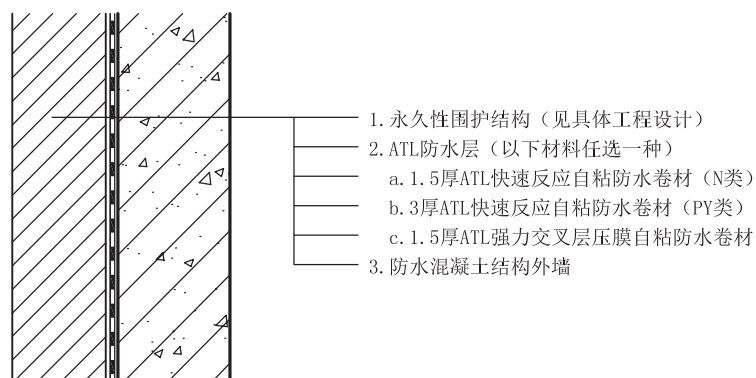 1.永久性围护结构（见具体工程设计）
2.ATL防水层（以下材料任选一种）
a.1.5厚ATL快速反应自粘防水卷材（N类）
b.3厚ATL快速反应自粘防水卷材（PY类）
c.1.5厚ATL强力交叉层压膜自粘防水卷材
3.防水混凝土结构外墙